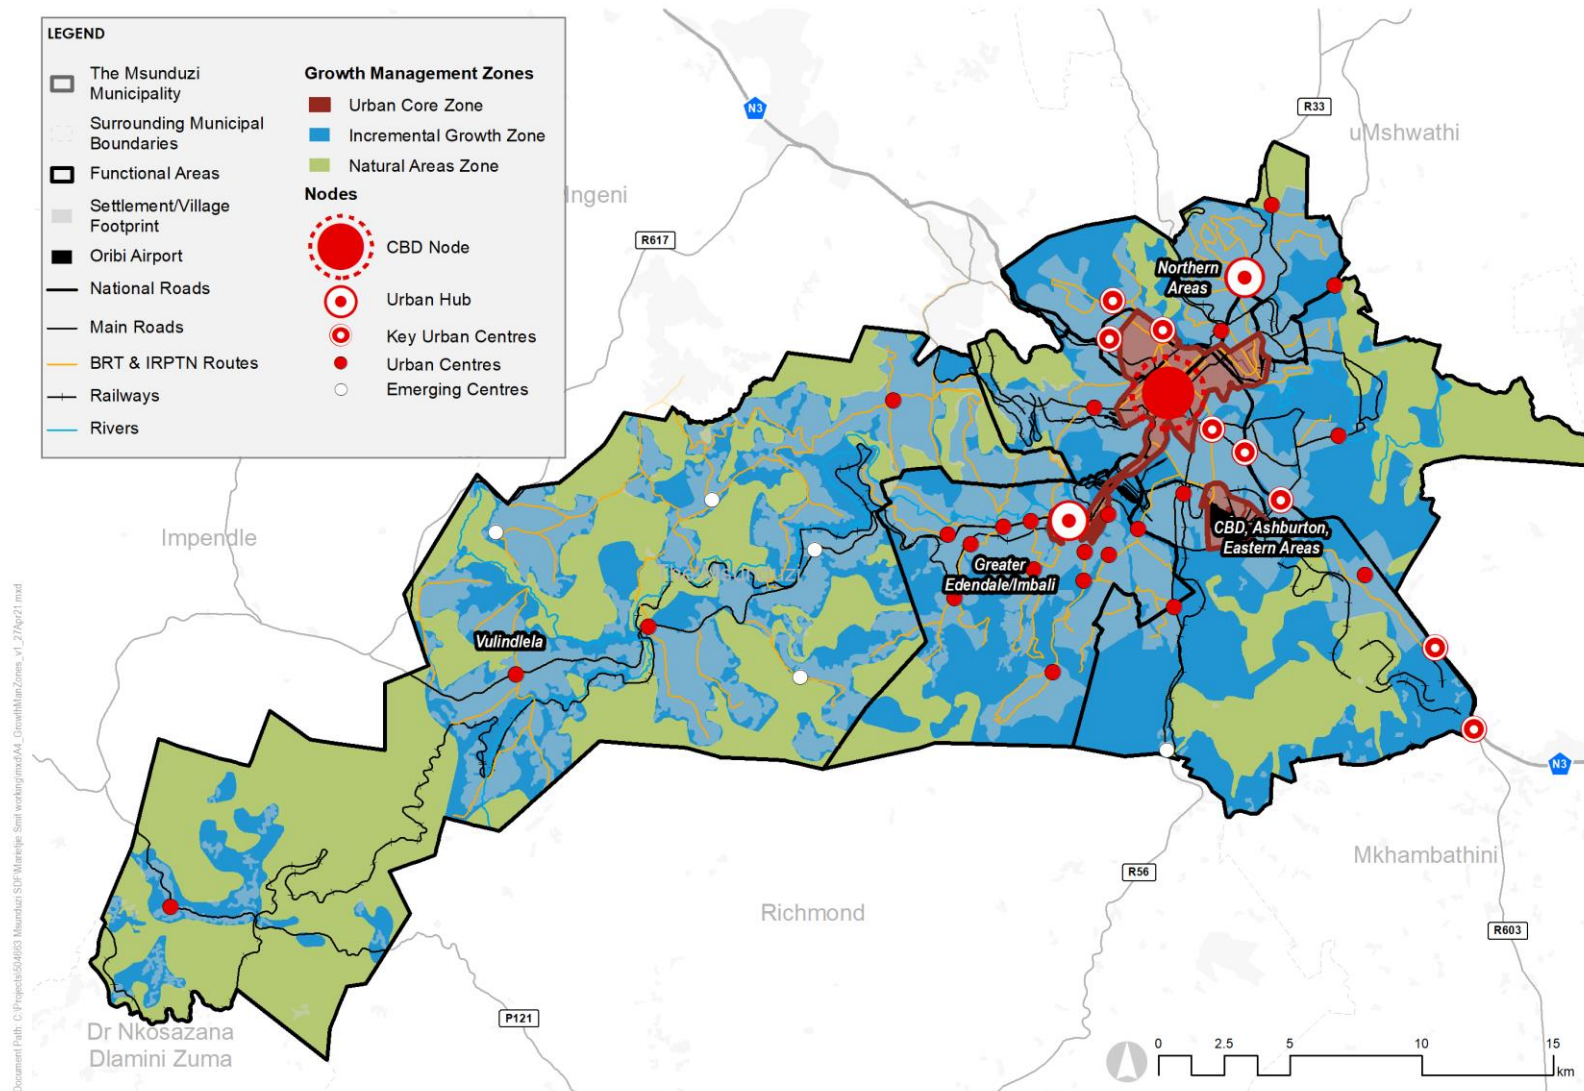 LEGEND
The Msunduzi
Municipality
Surrounding Municipal
Boundaries
Functional Areas
Settlement/Village
Footprint
Oribi Airport
National Roads
Main Roads
BRT & IRPTN Routes
Railways
Rivers
Growth Management Zones
Urban Core Zone
Incremental Growth Zone
Natural Areas Zone
Nodes
CBD Node
Urban Hub
Key Urban Centres
Urban Centres
Emerging Centres
N3
R33
uMshwathi
Ingeni
R617
Northern
Areas
Impendle
CBD, Ashburton,
Eastern Areas
Greater
Edendale/Imbali
The Msunduzi
Vulindlela
N3
Mkhambathini
R56
Richmond
R603
P121
Dr Nkosazana
Dlamini Zuma
0 2.5 5 10 15
km